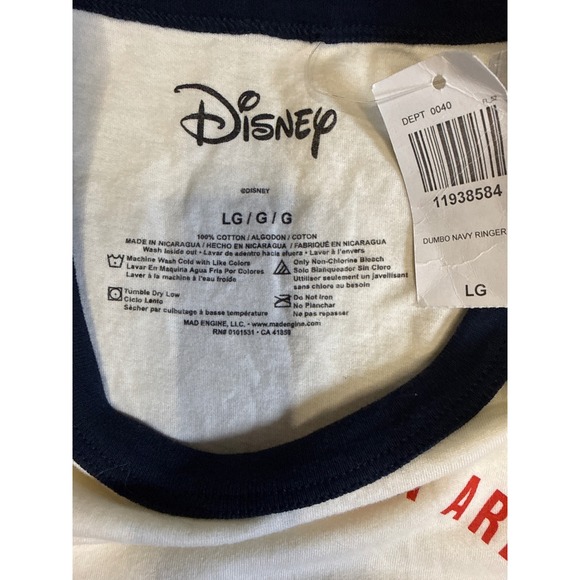 Disney
©DISNEY
LG / G / G
100% COTTON / ALGODON / COTON
MADE IN NICARAGUA / HECHO EN NICARAGUA / FABRIQUÉ EN NICARAGUA
Wash inside out / Lavar de adentro hacia afuera / Laver à l'envers
Machine Wash Cold with Like Colors
Lavar En Maquina Agua Fris Por Colores
Laver à la machine à l'eau froide
Only Non-Chlorine Bleach
Solo Blanqueador Sin Cloro
Utiliser seulement un javellisant
sans chlore au besoin
Tumble Dry Low
Ciclo Lento
Sécher par culbutage à basse température
Do Not Iron
No Planchar
Ne pas repasser
MAD ENGINE, LLC. • www.madengine.com
RN# 0101531 • CA 41858
DEPT 0040
11938584
DUMBO NAVY RINGER
LG
ARE